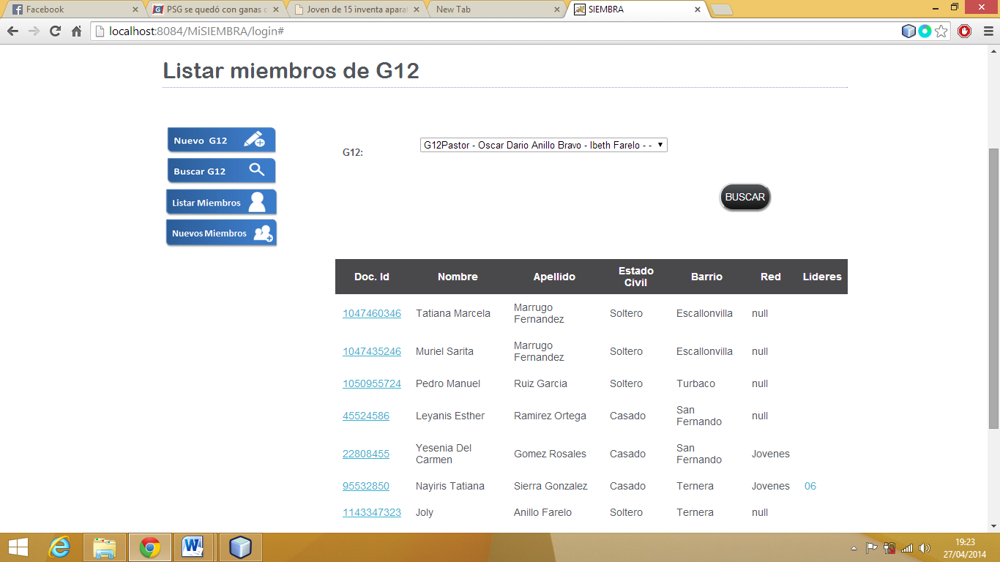 Facebook
PSG se quedó con ganas
Joven de 15 inventa apara
New Tab
SIEMBRA
localhost:8084/MiSIEMBRA/login#
Listar miembros de G12
Nuevo G12
Buscar G12
Listar Miembros
Nuevos Miembros
G12:
G12Pastor - Oscar Dario Anillo Bravo - Ibeth Farelo - -
BUSCAR
Doc. Id Nombre Apellido Estado Civil Barrio Red Lideres
1047460346 Tatiana Marcela Marrugo Fernandez Soltero Escallonvilla null
1047435246 Muriel Sarita Marrugo Fernandez Soltero Escallonvilla null
1050955724 Pedro Manuel Ruiz Garcia Soltero Turbaco null
45524586 Leyanis Esther Ramirez Ortega Casado San Fernando null
22808455 Yesenia Del Carmen Gomez Rosales Casado San Fernando Jovenes
95532850 Nayiris Tatiana Sierra Gonzalez Casado Ternera Jovenes 06
1143347323 Joly Anillo Farelo Soltero Ternera null
19:23
27/04/2014